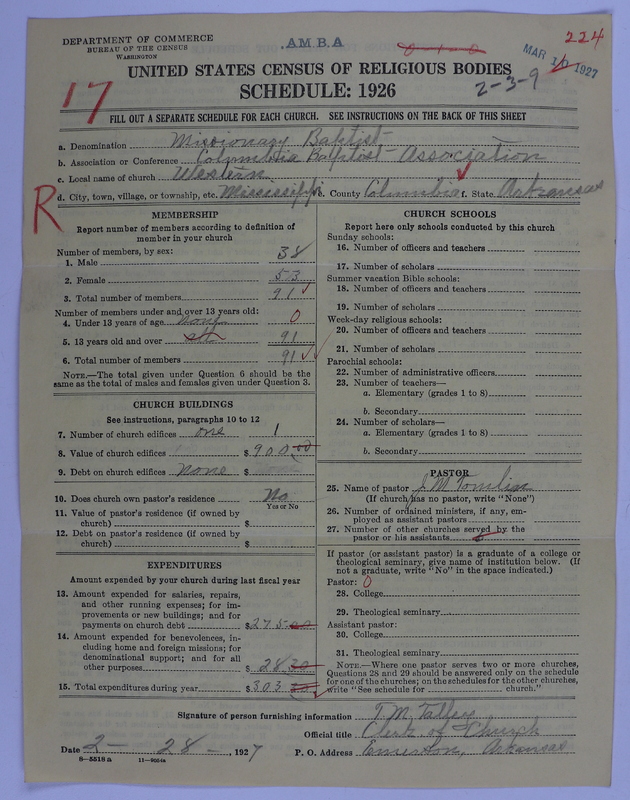 DEPARTMENT OF COMMERCE
BUREAU OF THE CENSUS
WASHINGTON
A.M.B.A
224
MAR 10 1927
2-3-9
UNITED STATES CENSUS OF RELIGIOUS BODIES
SCHEDULE: 1926
17
FILL OUT A SEPARATE SCHEDULE FOR EACH CHURCH. SEE INSTRUCTIONS ON THE BACK OF THIS SHEET
a. Denomination Missionary Baptist
b. Association or Conference Columbia Baptist Association
c. Local name of church Western
d. City, town, village, or township, etc. Mississippi e. County Columbia f. State Arkansas
R
MEMBERSHIP
Report number of members according to definition of
member in your church
Number of members, by sex:
1. Male 38
2. Female 53
3. Total number of members 91
Number of members under and over 13 years old:
4. Under 13 years of age none 0
5. 13 years old and over all 91
6. Total number of members 91
NOTE.—The total given under Question 6 should be the
same as the total of males and females given under Question 3.
CHURCH BUILDINGS
See instructions, paragraphs 10 to 12
7. Number of church edifices one 1
8. Value of church edifices $ 900 00
9. Debt on church edifices None $
10. Does church own pastor's residence No
Yes or No
11. Value of pastor's residence (if owned by
church) $
12. Debt on pastor's residence (if owned by
church) $
EXPENDITURES
Amount expended by your church during last fiscal year
13. Amount expended for salaries, repairs,
and other running expenses; for im-
provements or new buildings; and for
payments on church debt $ 275 00
14. Amount expended for benevolences, in-
cluding home and foreign missions; for
denominational support; and for all
other purposes $ 28 30
15. Total expenditures during year $ 303 30
CHURCH SCHOOLS
Report here only schools conducted by this church
Sunday schools:
16. Number of officers and teachers
17. Number of scholars
Summer vacation Bible schools:
18. Number of officers and teachers
19. Number of scholars
Week-day religious schools:
20. Number of officers and teachers
21. Number of scholars
Parochial schools:
22. Number of administrative officers
23. Number of teachers—
a. Elementary (grades 1 to 8)
b. Secondary
24. Number of scholars—
a. Elementary (grades 1 to 8)
b. Secondary
PASTOR
25. Name of pastor J M Tomlin
(If church has no pastor, write "None")
26. Number of ordained ministers, if any, em-
ployed as assistant pastors
27. Number of other churches served by the
pastor or his assistants
If pastor (or assistant pastor) is a graduate of a college or
theological seminary, give name of institution below. (If
not a graduate, write "No" in the space indicated.)
Pastor: 0
28. College
29. Theological seminary
Assistant pastor:
30. College
31. Theological seminary
NOTE.—Where one pastor serves two or more churches,
Questions 28 and 29 should be answered only on the schedule
for one of the churches; on the schedules for the other churches,
write "See schedule for church."
Signature of person furnishing information T. M. Talley
Official title Clerk of Church
Date 2 - 28 -, 1927 P. O. Address Emerson, Arkansas
8—5518a 11—9054a